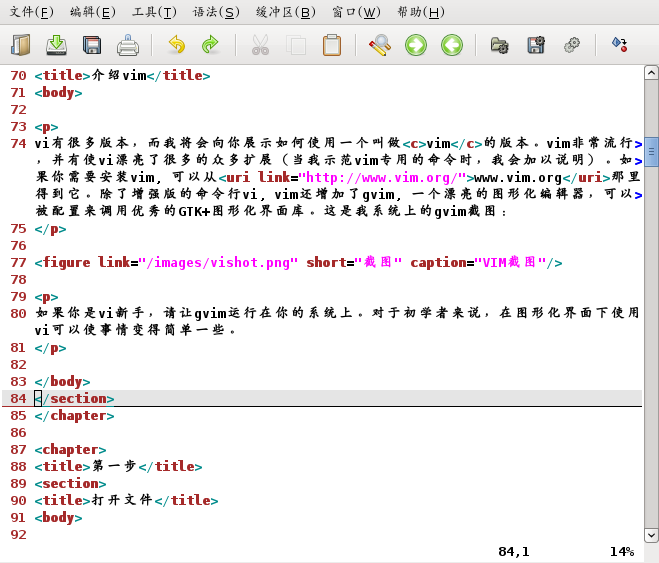 文件(F) 编辑(E) 工具(T) 语法(S) 缓冲区(B) 窗口(W) 帮助(H)
70 <title>介绍vim</title>
71 <body>
72
73 <p>
74 vi有很多版本，而我将会向你展示如何使用一个叫做<c>vim</c>的版本。vim非常流行>
，并有使vi漂亮了很多的众多扩展（当我示范vim专用的命令时，我会加以说明）。如>
果你需要安装vim, 可以从<uri link="http://www.vim.org/">www.vim.org</uri>那里
得到它。除了增强版的命令行vi, vim还增加了gvim, 一个漂亮的图形化编辑器，可以>
被配置来调用优秀的GTK+图形化界面库。这是我系统上的gvim截图：
75 </p>
76
77 <figure link="/images/vishot.png" short="截图" caption="VIM截图"/>
78
79 <p>
80 如果你是vi新手，请让gvim运行在你的系统上。对于初学者来说，在图形化界面下使用
vi可以使事情变得简单一些。
81 </p>
82
83 </body>
84 </section>
85 </chapter>
86
87 <chapter>
88 <title>第一步</title>
89 <section>
90 <title>打开文件</title>
91 <body>
92
84,1 14%